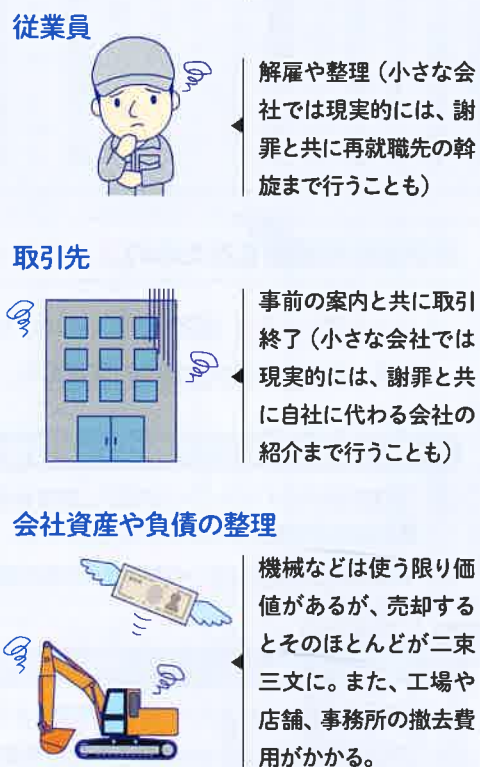 従業員
解雇や整理（小さな会
社では現実的には、謝
罪と共に再就職先の斡
旋まで行うことも）
取引先
事前の案内と共に取引
終了（小さな会社では
現実的には、謝罪と共
に自社に代わる会社の
紹介まで行うことも）
会社資産や負債の整理
機械などは使う限り価
値があるが、売却する
とそのほとんどが二束
三文に。また、工場や
店舗、事務所の撤去費
用がかかる。